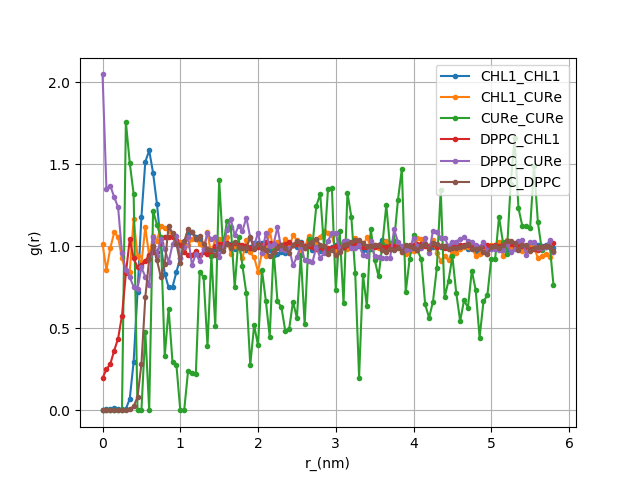 CHL1_CHL1
CHL1_CURe
CURe_CURe
DPPC_CHL1
DPPC_CURe
DPPC_DPPC
2.0
1.5
1.0
0.5
0.0
g(r)
0 1 2 3 4 5 6
r_(nm)